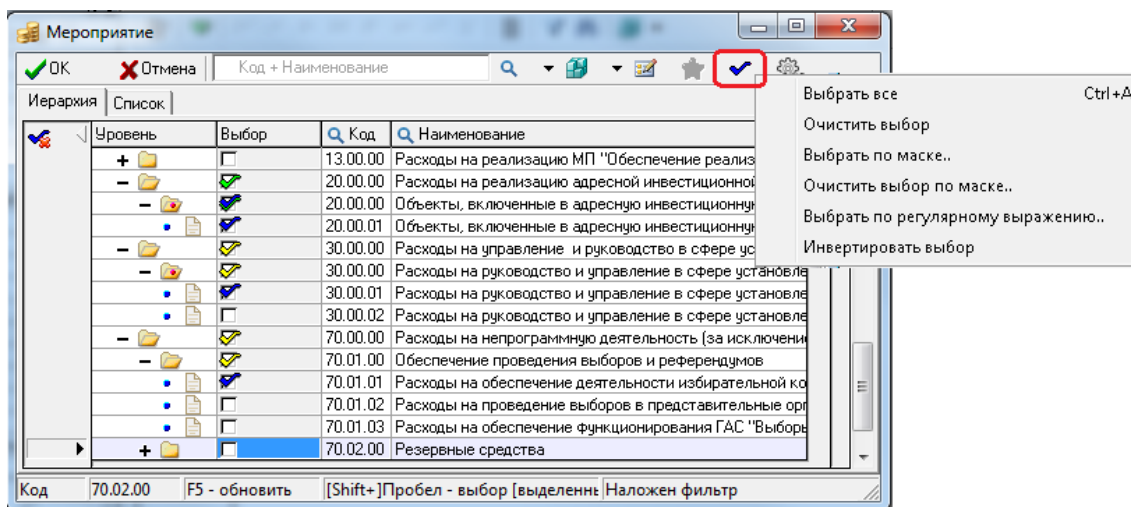 Мероприятие
OK Отмена Код + Наименование
Иерархия Список
Уровень Выбор Код Наименование
13.00.00 Расходы на реализацию МП "Обеспечение реализ
20.00.00 Расходы на реализацию адресной инвестиционной
20.00.00 Объекты, включенные в адресную инвестиционную
20.00.01 Объекты, включенные в адресную инвестиционную
30.00.00 Расходы на управление и руководство в сфере ус
30.00.00 Расходы на руководство и управление в сфере установле
30.00.01 Расходы на руководство и управление в сфере установле
30.00.02 Расходы на руководство и управление в сфере установле
70.00.00 Расходы на непрограммную деятельность (за исключени
70.01.00 Обеспечение проведения выборов и референдумов
70.01.01 Расходы на обеспечение деятельности избирательной ко
70.01.02 Расходы на проведение выборов в представительные орг
70.01.03 Расходы на обеспечение функционирования ГАС "Выборы
70.02.00 Резервные средства
Выбрать все Ctrl+A
Очистить выбор
Выбрать по маске..
Очистить выбор по маске..
Выбрать по регулярному выражению..
Инвертировать выбор
Код 70.02.00 F5 - обновить [Shift+]Пробел - выбор [выделенны Наложен фильтр